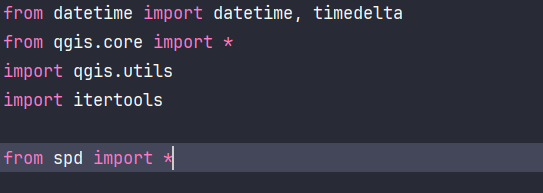 from datetime import datetime, timedelta
from qgis.core import *
import qgis.utils
import itertools
from spd import *